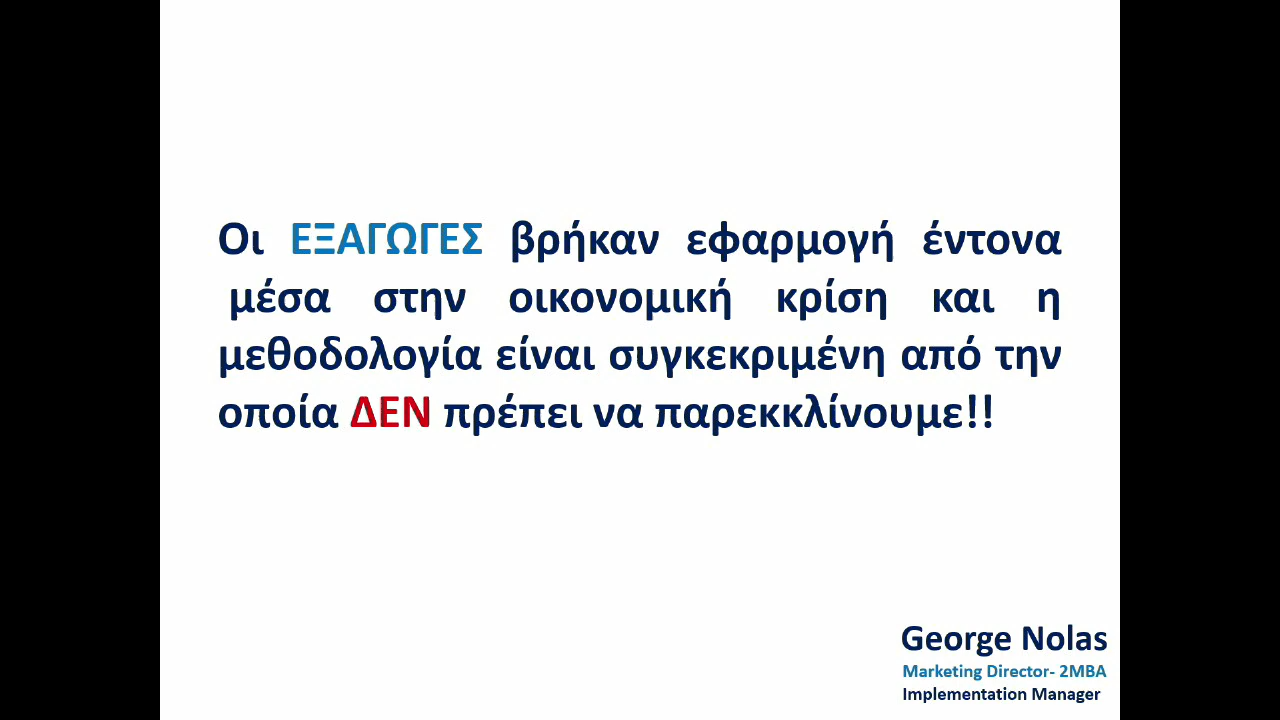 Οι ΕΞΑΓΩΓΕΣ βρήκαν εφαρμογή έντονα
μέσα στην οικονομική κρίση και η
μεθοδολογία είναι συγκεκριμένη από την
οποία ΔΕΝ πρέπει να παρεκκλίνουμε!!
George Nolas
Marketing Director- 2MBA
Implementation Manager